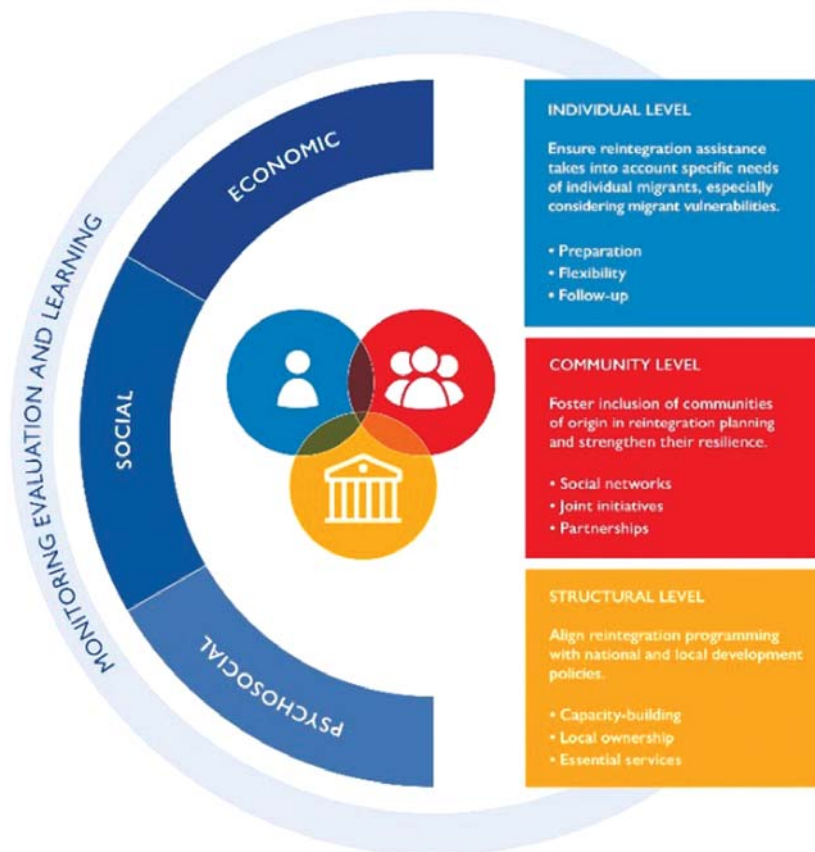 MONITORING EVALUATION AND LEARNING
ECONOMIC
SOCIAL
PSYCHOSOCIAL
INDIVIDUAL LEVEL
Ensure reintegration assistance
takes into account specific needs
of individual migrants, especially
considering migrant vulnerabilities.
• Preparation
• Flexibility
• Follow-up
COMMUNITY LEVEL
Foster inclusion of communities
of origin in reintegration planning
and strengthen their resilience.
• Social networks
• Joint initiatives
• Partnerships
STRUCTURAL LEVEL
Align reintegration programming
with national and local development
policies.
• Capacity-building
• Local ownership
• Essential services